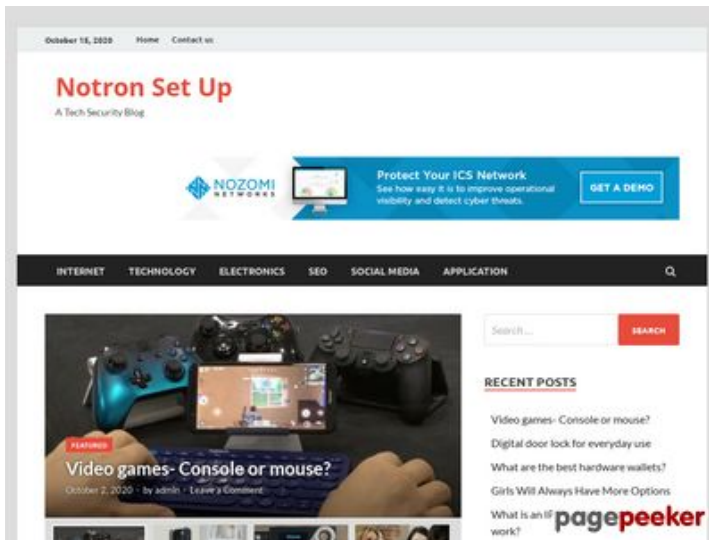 October 15, 2020 Home Contact us
Notron Set Up
A Tech Security Blog
NOZOMI
NETWORKS
Protect Your ICS Network
See how easy it is to improve operational
visibility and detect cyber threats.
GET A DEMO
INTERNET TECHNOLOGY ELECTRONICS SEO SOCIAL MEDIA APPLICATION
FEATURED
Video games- Console or mouse?
October 2, 2020 - by admin - Leave a Comment
Search ... SEARCH
RECENT POSTS
Video games- Console or mouse?
Digital door lock for everyday use
What are the best hardware wallets?
Girls Will Always Have More Options
What is an
work?
pagepeeker